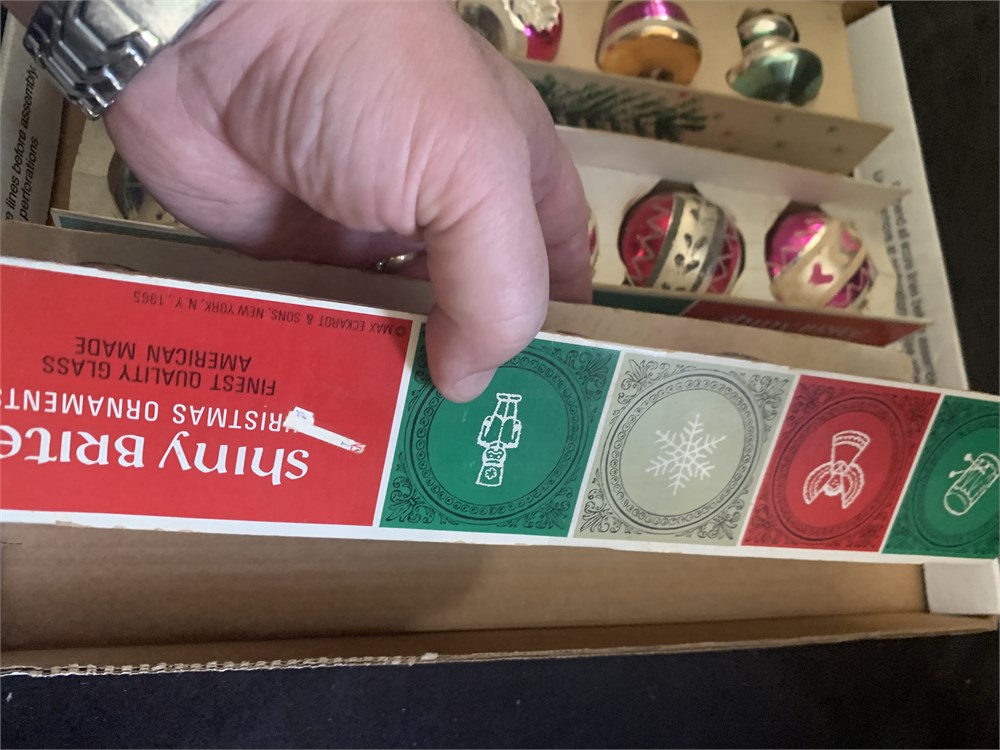 Shiny BRITE
CHRISTMAS ORNAMENTS
FINEST QUALITY GLASS
AMERICAN MADE
© MAX ECKARDT & SONS, NEW YORK, N.Y., 1965
lines before assembly
perforations